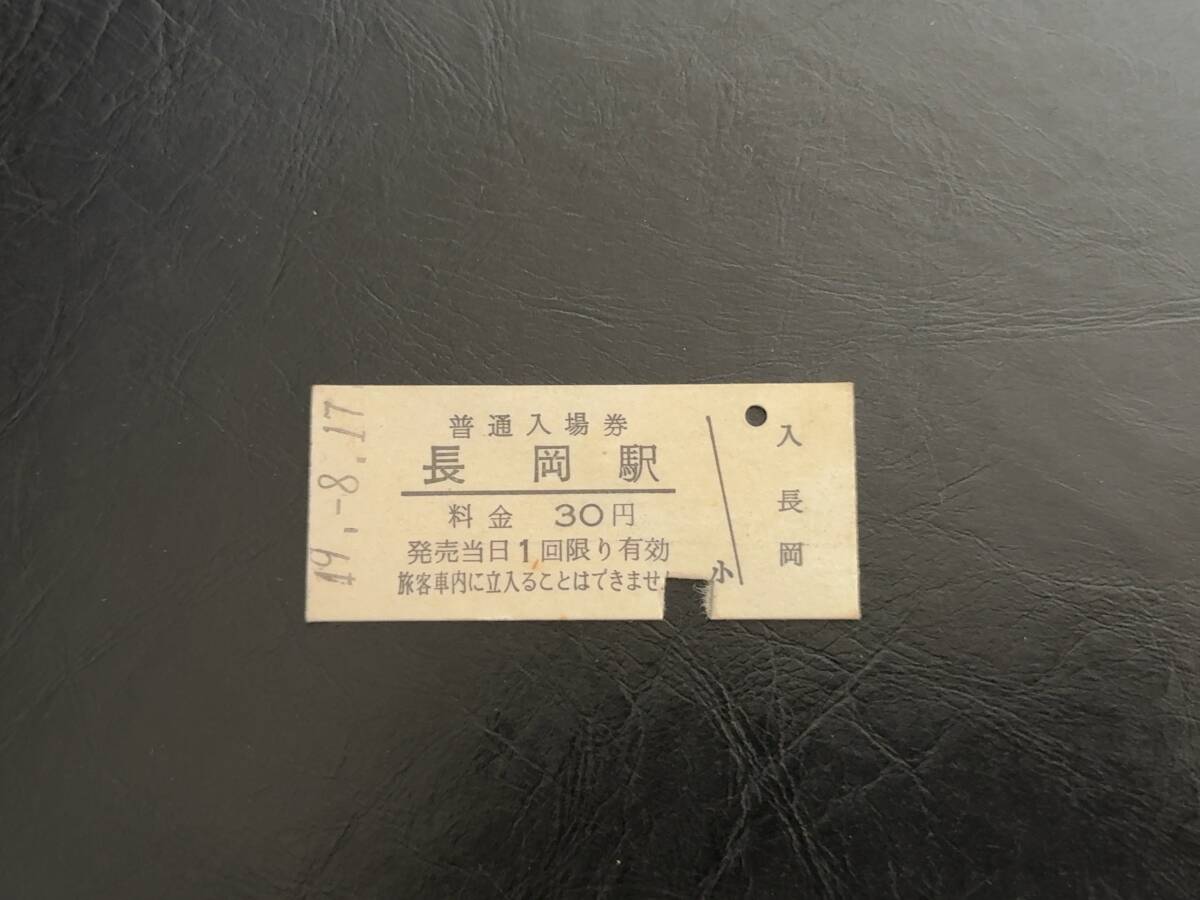 49.-8.17
普通入場券
長岡駅
料金 30円
発売当日1回限り有効
旅客車内に立入ることはできませ
小
入
長
岡